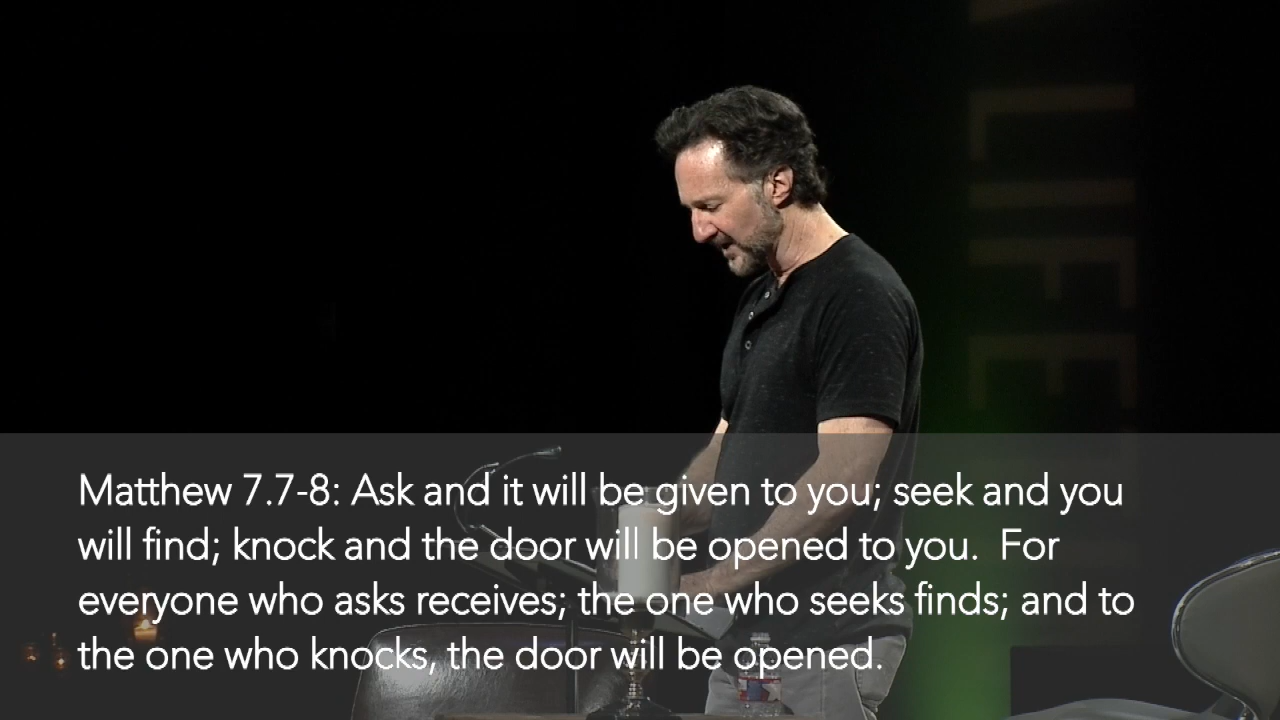 Matthew 7.7-8: Ask and it will be given to you; seek and you
will find; knock and the door will be opened to you.  For
everyone who asks receives; the one who seeks finds; and to
the one who knocks, the door will be opened.